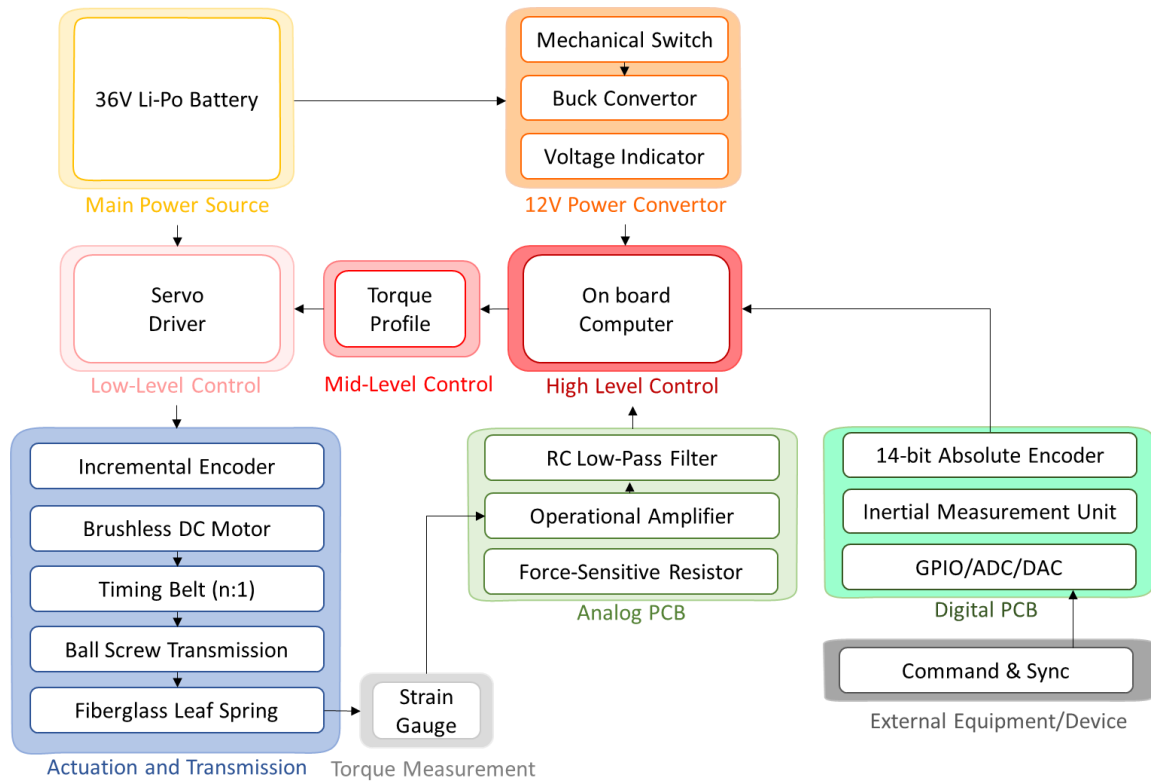 36V Li-Po Battery
Main Power Source
Mechanical Switch
Buck Convertor
Voltage Indicator
12V Power Convertor
Servo
Driver
Low-Level Control
Torque
Profile
Mid-Level Control
On board
Computer
High Level Control
Incremental Encoder
Brushless DC Motor
Timing Belt (n:1)
Ball Screw Transmission
Fiberglass Leaf Spring
Actuation and Transmission
Strain
Gauge
Torque Measurement
RC Low-Pass Filter
Operational Amplifier
Force-Sensitive Resistor
Analog PCB
14-bit Absolute Encoder
Inertial Measurement Unit
GPIO/ADC/DAC
Digital PCB
Command & Sync
External Equipment/Device